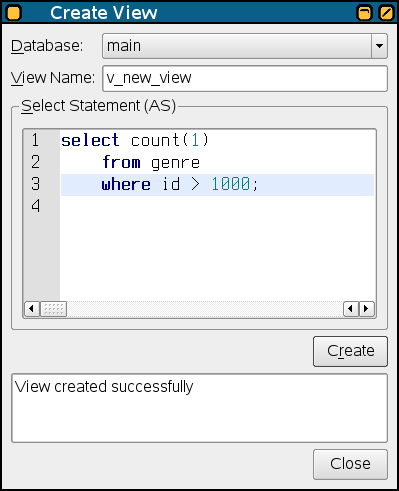 Create View
Database: main
View Name: v_new_view
Select Statement (AS)
1 select count(1)
2     from genre
3     where id > 1000;
4
Create
View created successfully
Close